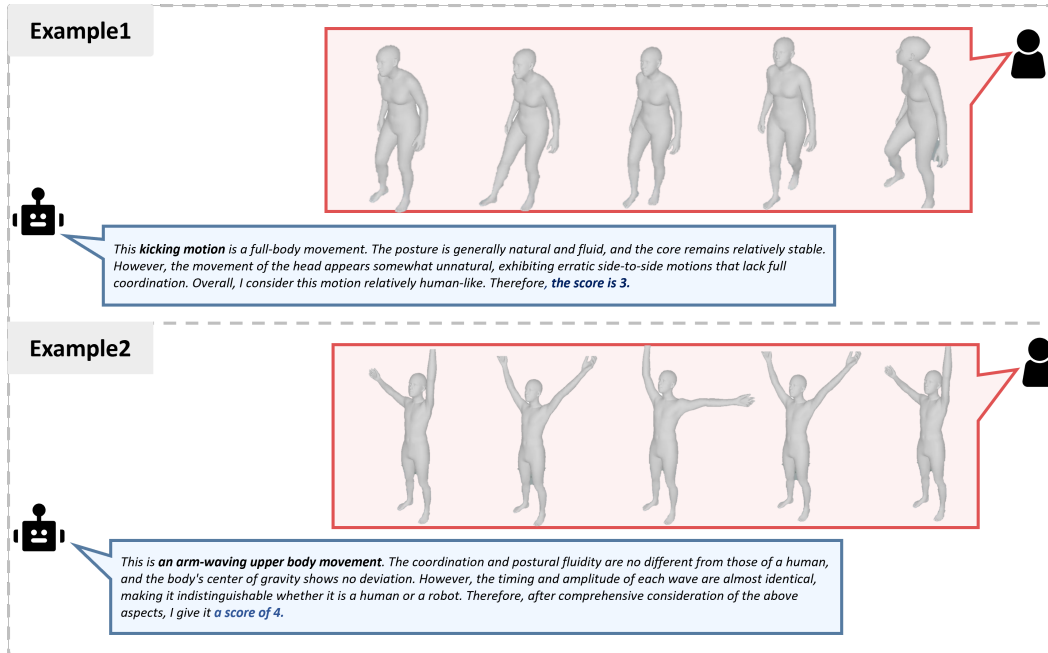 Example1
This kicking motion is a full-body movement. The posture is generally natural and fluid, and the core remains relatively stable.
However, the movement of the head appears somewhat unnatural, exhibiting erratic side-to-side motions that lack full
coordination. Overall, I consider this motion relatively human-like. Therefore, the score is 3.
Example2
This is an arm-waving upper body movement. The coordination and postural fluidity are no different from those of a human,
and the body's center of gravity shows no deviation. However, the timing and amplitude of each wave are almost identical,
making it indistinguishable whether it is a human or a robot. Therefore, after comprehensive consideration of the above
aspects, I give it a score of 4.